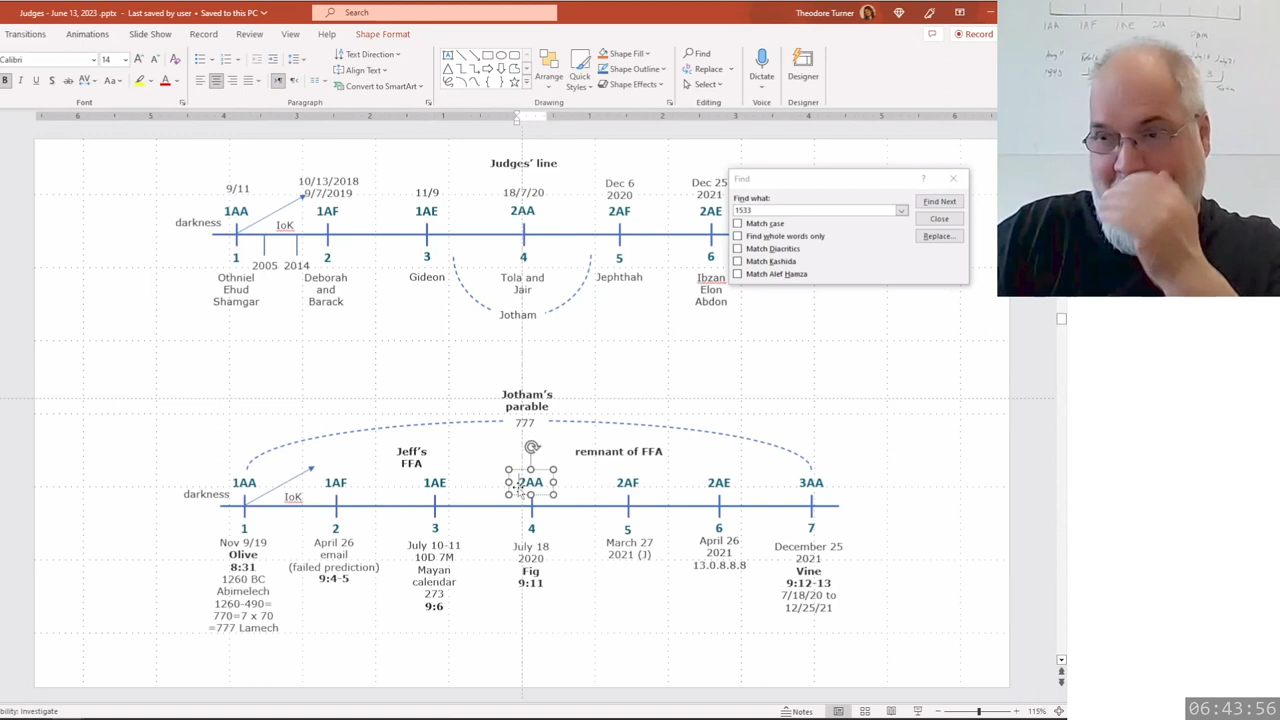 Judges - June 13, 2023 .pptx • Last saved by user • Saved to this PC
Search
Theodore Turner
Transitions Animations Slide Show Record Review View Help Shape Format
Record
Calibri 14
Text Direction
Align Text
Convert to SmartArt
Arrange
Quick Styles
Shape Fill
Shape Outline
Shape Effects
Find
Replace
Select
Dictate
Designer
Font Paragraph Drawing Editing Voice Designer
Judges' line
9/11
10/13/2018
9/7/2019
11/9
18/7/20
Dec 6
2020
Dec 25
2021
1AA 1AF 1AE 2AA 2AF 2AE
darkness
IoK
1 2005 2014 2 3 4 5 6
Othniel
Ehud
Shamgar
Deborah
and
Barack
Gideon
Tola and
Jair
Jephthah
Ibzan
Elon
Abdon
Jotham
Find
Find what:
1533
Match case
Find whole words only
Match Diacritics
Match Kashida
Match Alef Hamza
Find Next
Close
Replace...
Jotham's
parable
777
Jeff's
FFA
remnant of FFA
1AA 1AF 1AE 2AA 2AF 2AE 3AA
darkness
IoK
1 2 3 4 5 6 7
Nov 9/19
Olive
8:31
1260 BC
Abimelech
1260-490=
770=7 x 70
=777 Lamech
April 26
email
(failed prediction)
9:4-5
July 10-11
10D 7M
Mayan
calendar
273
9:6
July 18
2020
Fig
9:11
March 27
2021 (J)
April 26
2021
13.0.8.8.8
December 25
2021
Vine
9:12-13
7/18/20 to
12/25/21
bility: Investigate
Notes
115%
06:43:56